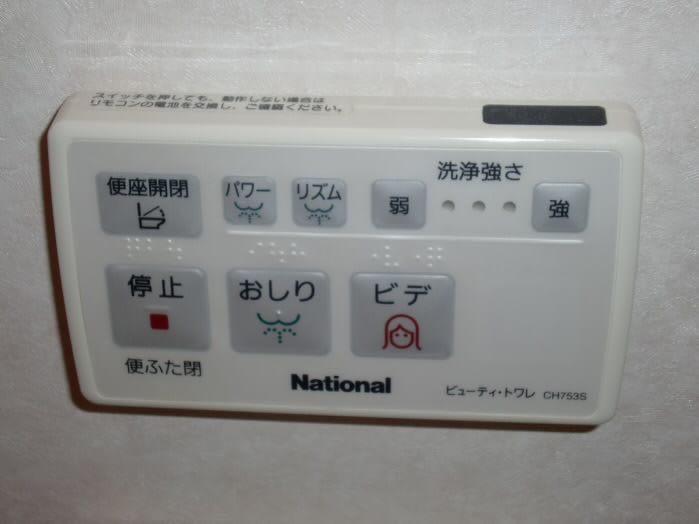 スイッチを押しても、動作しない場合は
リモコンの電池を交換し、ご確認ください。
洗浄強さ
便座開閉 パワー リズム 弱 強
停止 おしり ビデ
便ふた閉
National ビューティ・トワレ CH753S